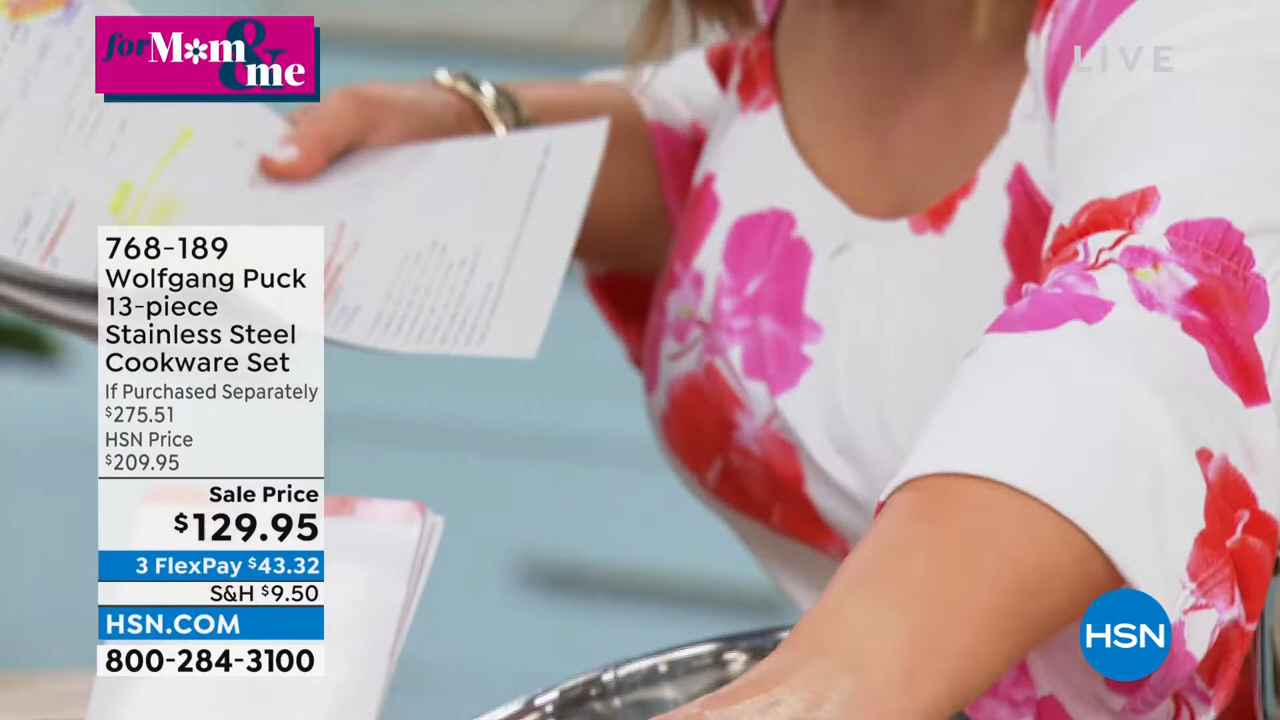 for Mom
& me
LIVE
768-189
Wolfgang Puck
13-piece
Stainless Steel
Cookware Set
If Purchased Separately
$275.51
HSN Price
$209.95
Sale Price
$129.95
3 FlexPay $43.32
S&H $9.50
HSN.COM
800-284-3100
HSN